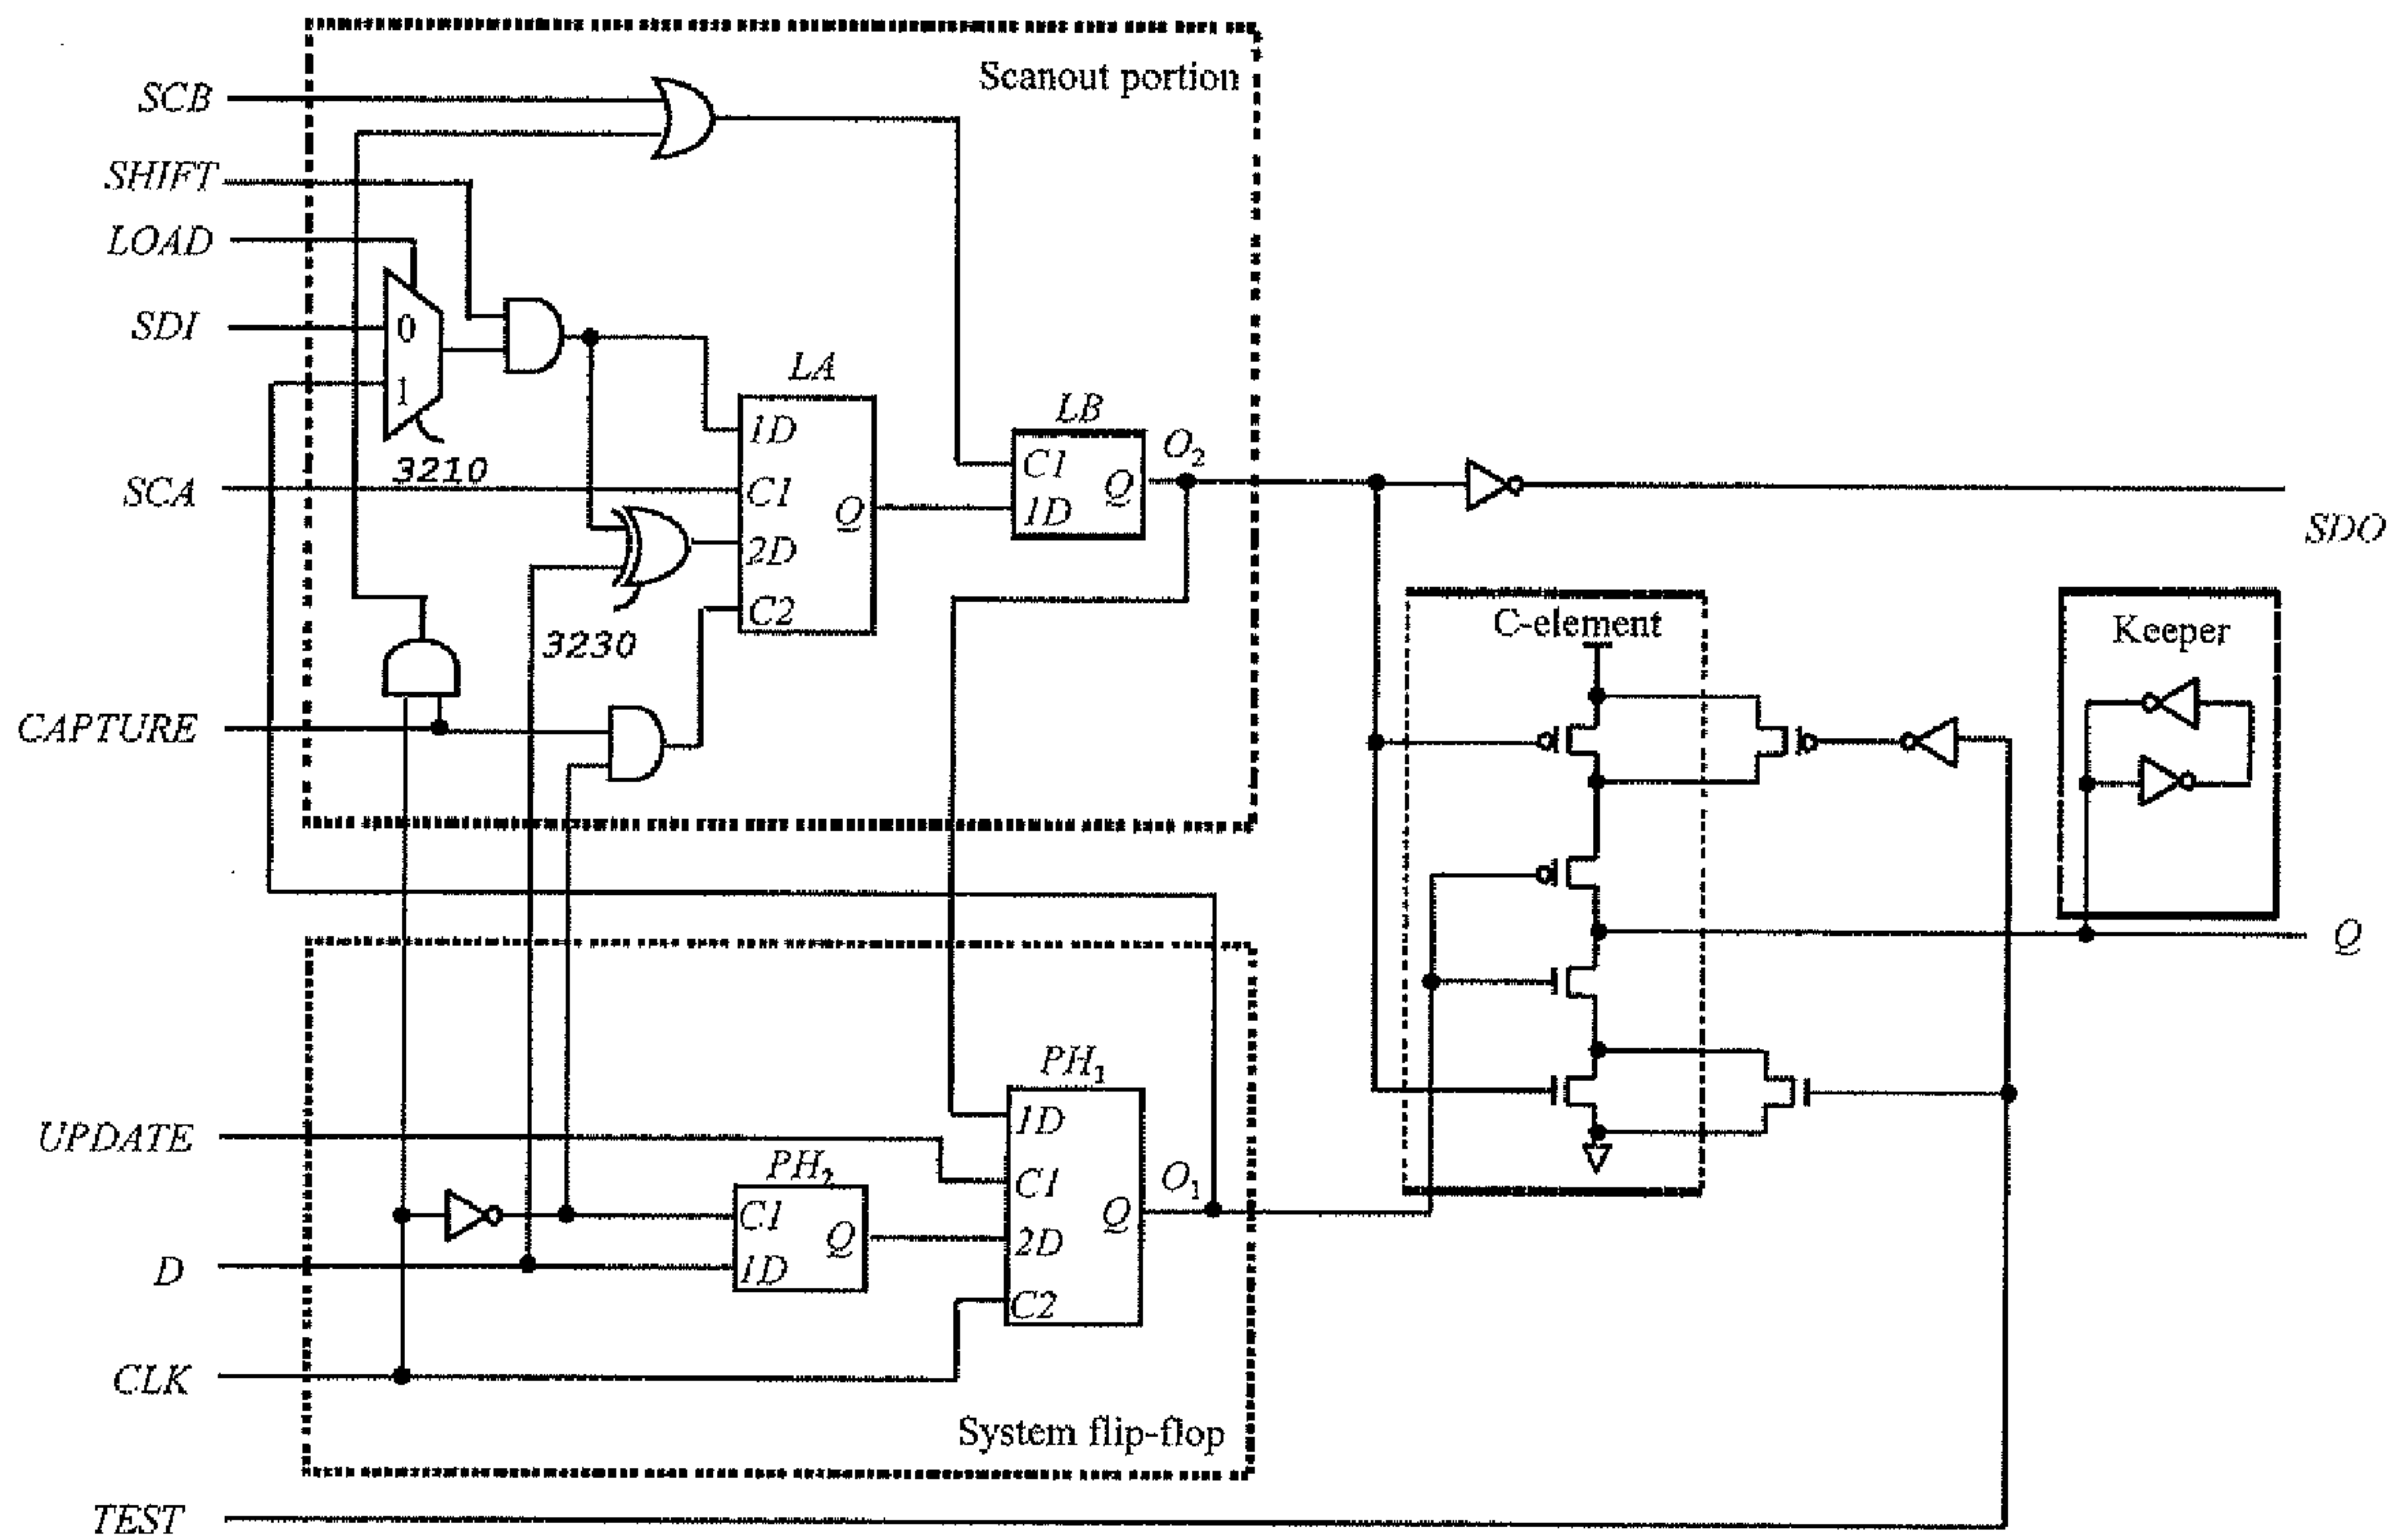 Scanout portion
SCB
SHIFT
LOAD
SDI
0
1
3210
SCA
LA
1D
C1
2D
C2
Q
3230
LB
C1
1D
Q
O₂
SDO
CAPTURE
C-element
Keeper
Q
UPDATE
PH₂
C1
1D
Q
PH₁
1D
C1
2D
C2
Q
O₁
D
CLK
System flip-flop
TEST